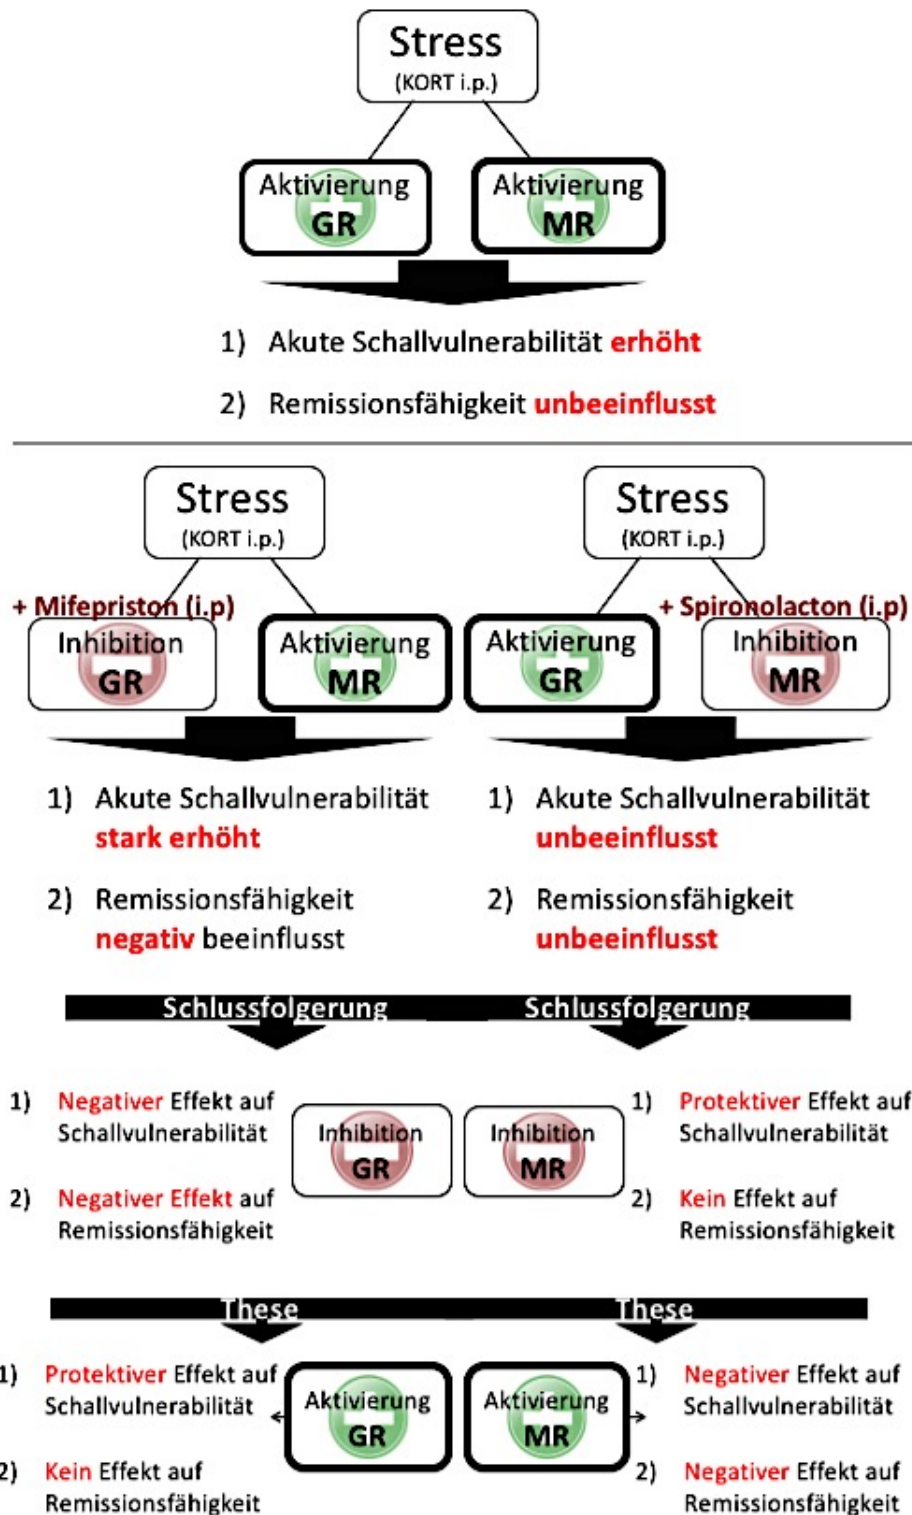 Stress
(KORT i.p.)
Aktivierung
GR
Aktivierung
MR
1) Akute Schallvulnerabilität erhöht
2) Remissionsfähigkeit unbeeinflusst
Stress
(KORT i.p.)
+ Mifepriston (i.p)
Inhibition
GR
Aktivierung
MR
1) Akute Schallvulnerabilität
stark erhöht
2) Remissionsfähigkeit
negativ beeinflusst
Stress
(KORT i.p.)
+ Spironolacton (i.p)
Aktivierung
GR
Inhibition
MR
1) Akute Schallvulnerabilität
unbeeinflusst
2) Remissionsfähigkeit
unbeeinflusst
Schlussfolgerung
Schlussfolgerung
1) Negativer Effekt auf
Schallvulnerabilität
2) Negativer Effekt auf
Remissionsfähigkeit
Inhibition
GR
Inhibition
MR
1) Protektiver Effekt auf
Schallvulnerabilität
2) Kein Effekt auf
Remissionsfähigkeit
These
These
1) Protektiver Effekt auf
Schallvulnerabilität
2) Kein Effekt auf
Remissionsfähigkeit
Aktivierung
GR
Aktivierung
MR
1) Negativer Effekt auf
Schallvulnerabilität
2) Negativer Effekt auf
Remissionsfähigkeit